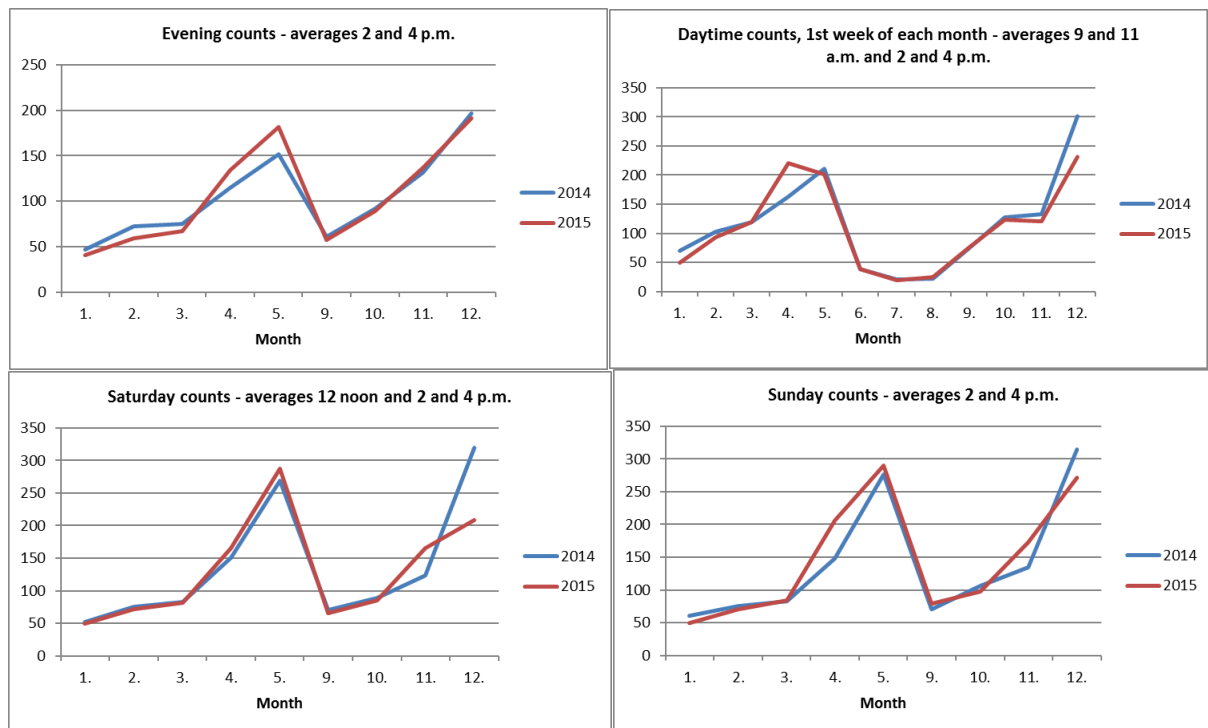 Evening counts - averages 2 and 4 p.m.
250
200
150
100
50
0
1. 2. 3. 4. 5. 9. 10. 11. 12.
Month
2014
2015
Daytime counts, 1st week of each month - averages 9 and 11
a.m. and 2 and 4 p.m.
350
300
250
200
150
100
50
0
1. 2. 3. 4. 5. 6. 7. 8. 9. 10. 11. 12.
Month
2014
2015
Saturday counts - averages 12 noon and 2 and 4 p.m.
350
300
250
200
150
100
50
0
1. 2. 3. 4. 5. 9. 10. 11. 12.
Month
2014
2015
Sunday counts - averages 2 and 4 p.m.
350
300
250
200
150
100
50
0
1. 2. 3. 4. 5. 9. 10. 11. 12.
Month
2014
2015